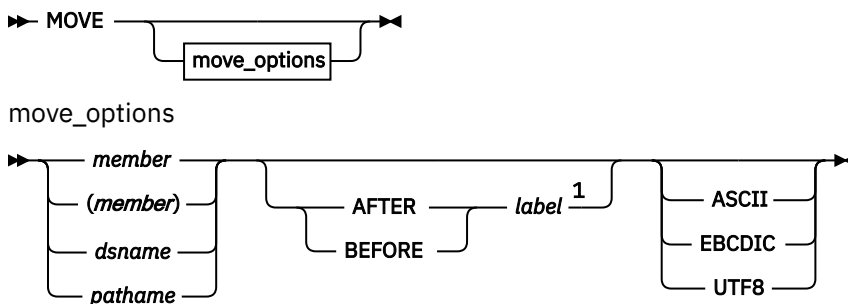 MOVE
move_options
move_options
member
(member)
dsname
pathame
AFTER
BEFORE
label 1
ASCII
EBCDIC
UTF8